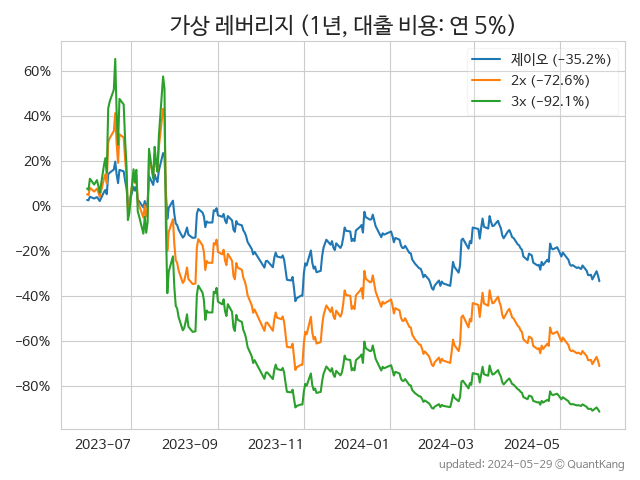 가상 레버리지 (1년, 대출 비용: 연 5%)
제이오 (−35.2%)
2x (−72.6%)
3x (−92.1%)
60%
40%
20%
0%
−20%
−40%
−60%
−80%
2023-07
2023-09
2023-11
2024-01
2024-03
2024-05
updated: 2024-05-29 © QuantKang